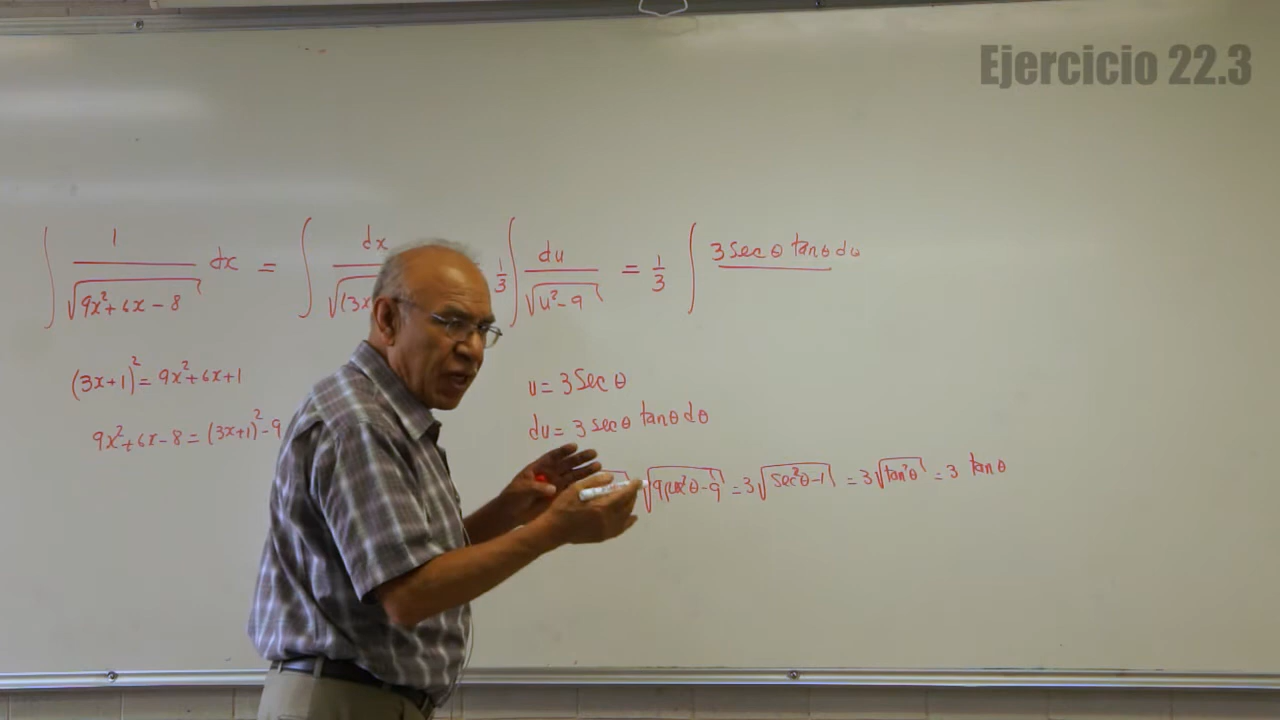 Ejercicio 22.3
∫ 1/√(9x²+6x-8) dx = ∫ dx/√(3x 1/3 ∫ du/√(u²-9) = 1/3 ∫ 3 sec θ tan θ du
(3x+1)² = 9x²+6x+1
u = 3 Sec θ
9x²+6x-8 = (3x+1)²-9
du = 3 sec θ tan θ dθ
√(9 sec²θ-9) = 3√(sec²θ-1) = 3√(tan²θ) = 3 tan θ